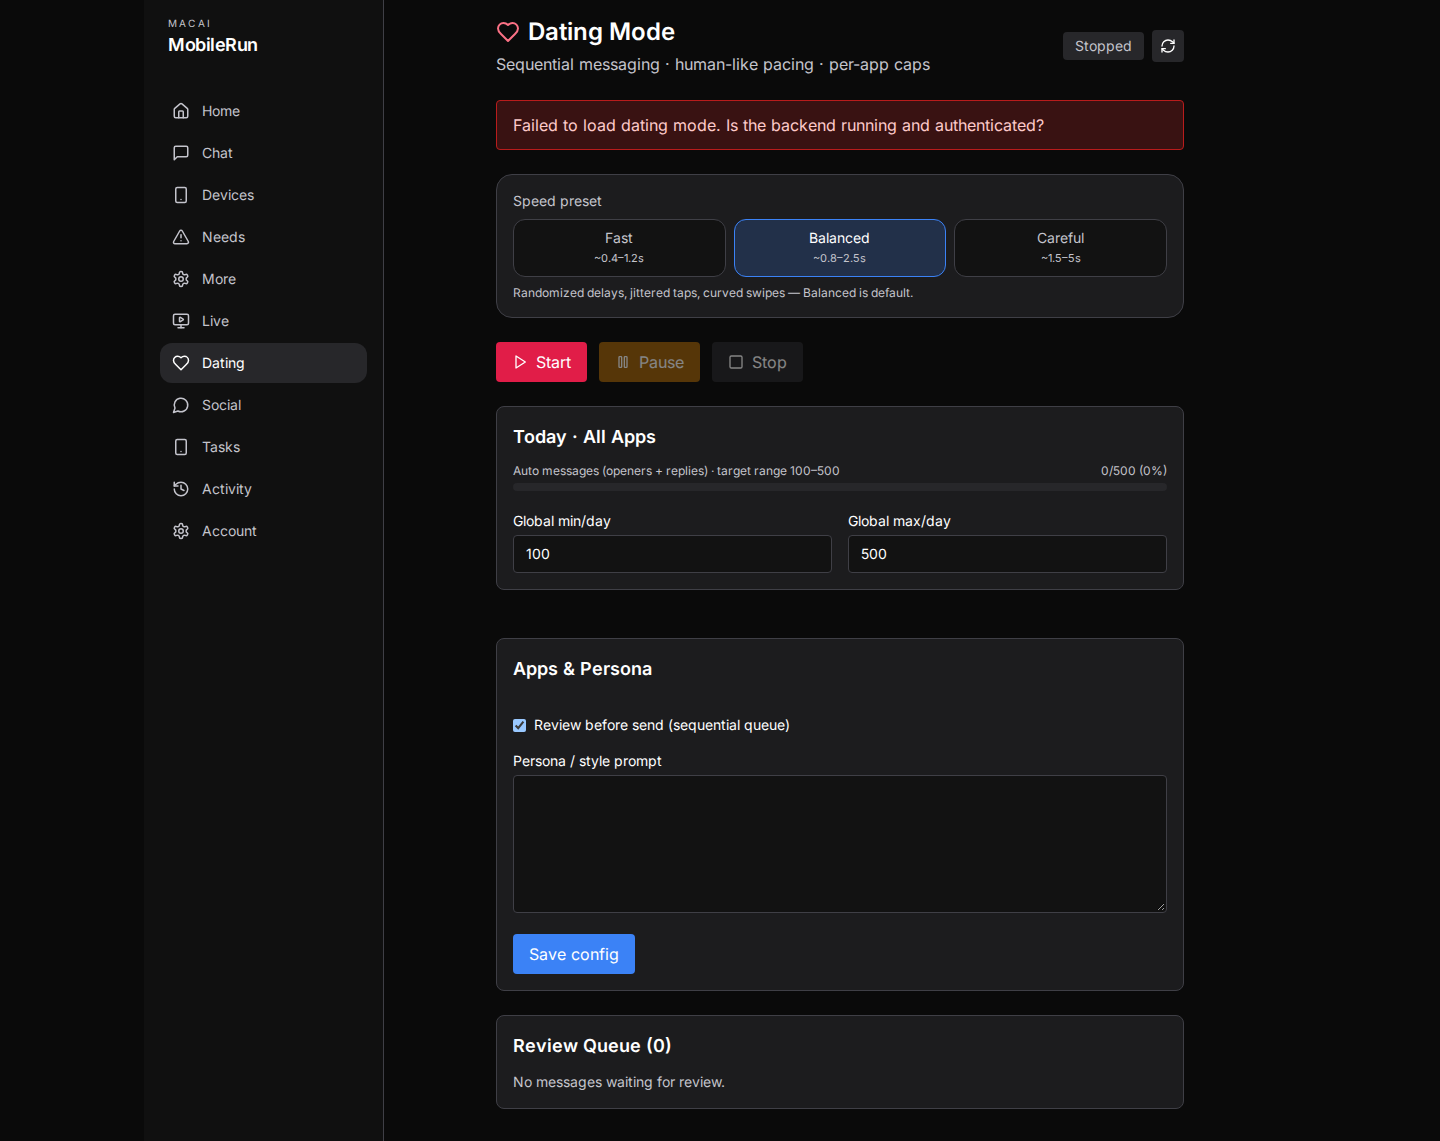 MACAI
MobileRun
Home
Chat
Devices
Needs
More
Live
Dating
Social
Tasks
Activity
Account
Dating Mode
Sequential messaging · human-like pacing · per-app caps
Stopped
Failed to load dating mode. Is the backend running and authenticated?
Speed preset
Fast
~0.4–1.2s
Balanced
~0.8–2.5s
Careful
~1.5–5s
Randomized delays, jittered taps, curved swipes — Balanced is default.
Start
Pause
Stop
Today · All Apps
Auto messages (openers + replies) · target range 100–500
0/500 (0%)
Global min/day
Global max/day
100
500
Apps & Persona
Review before send (sequential queue)
Persona / style prompt
Save config
Review Queue (0)
No messages waiting for review.